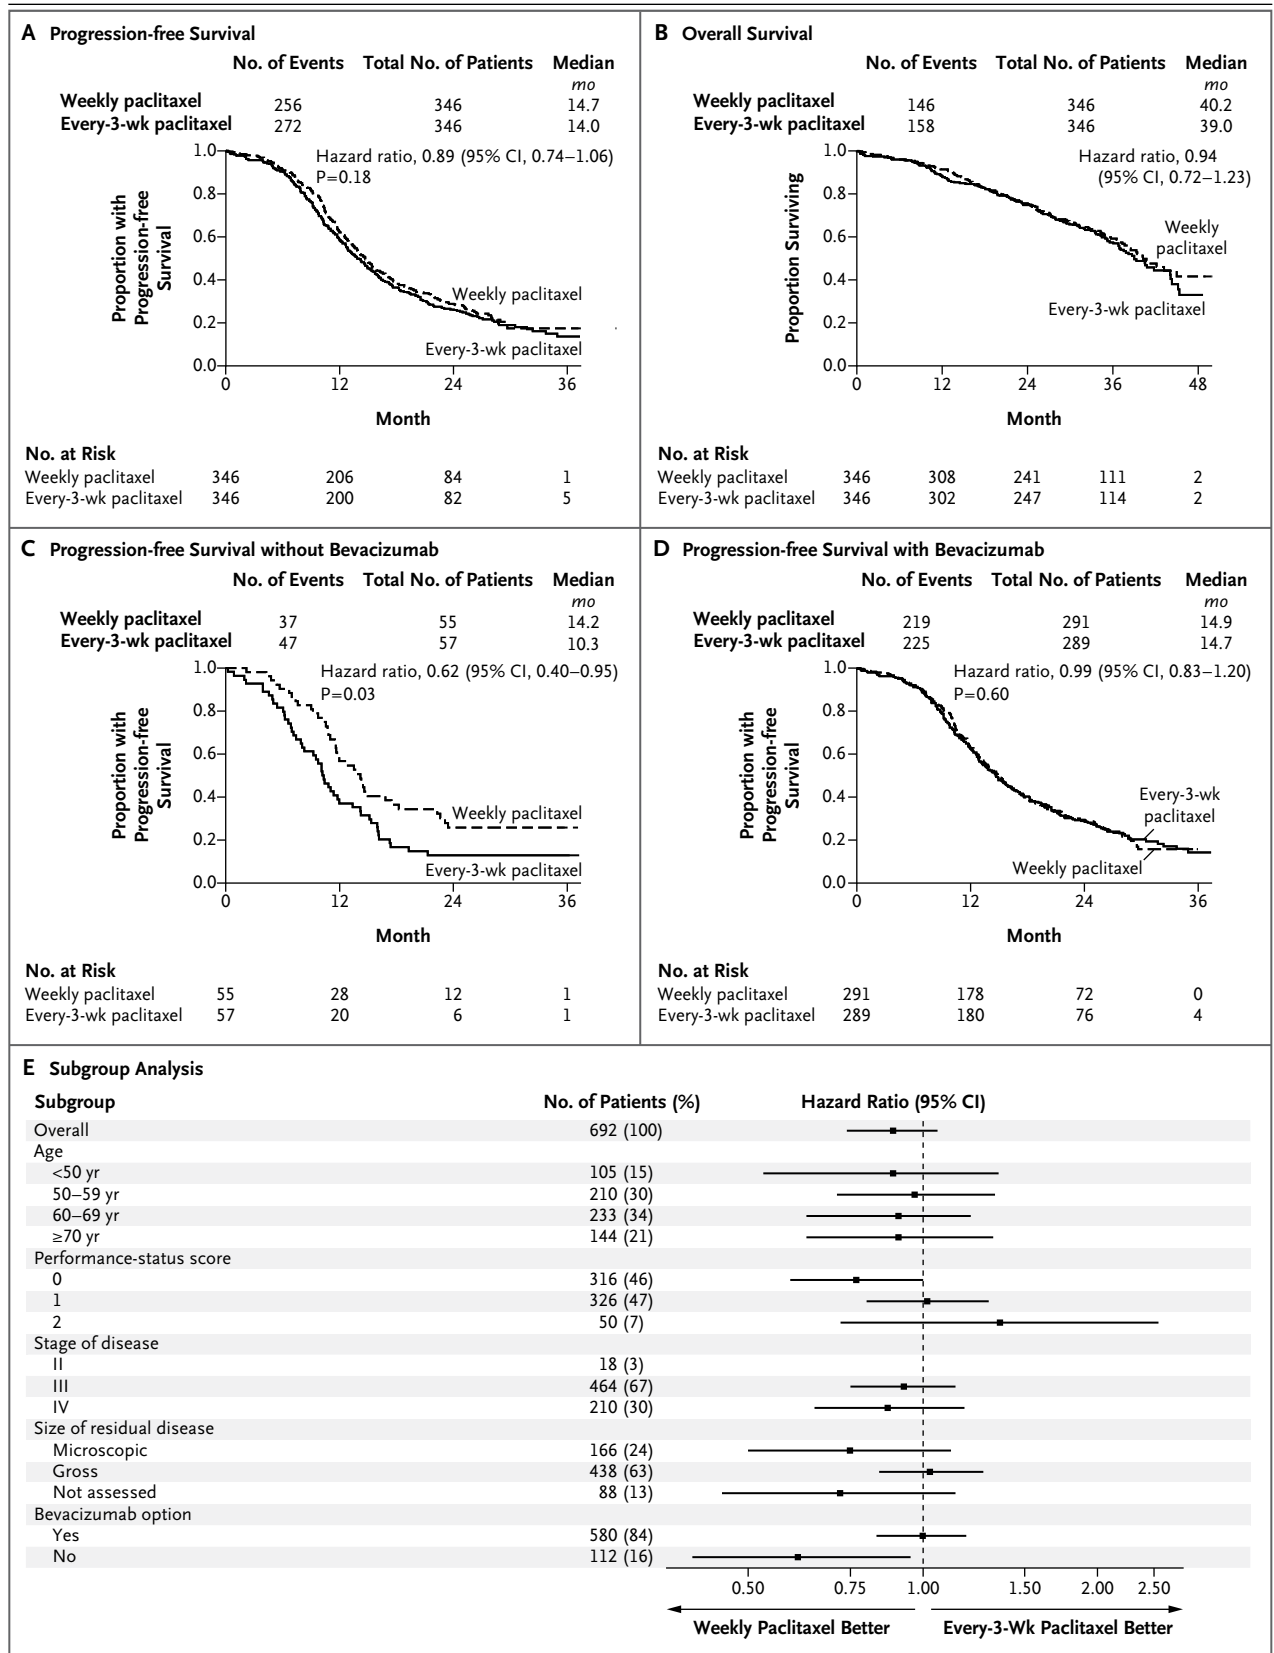 A Progression-free Survival
No. of Events Total No. of Patients Median
mo
Weekly paclitaxel 256 346 14.7
Every-3-wk paclitaxel 272 346 14.0
Hazard ratio, 0.89 (95% CI, 0.74–1.06)
P=0.18
Proportion with
Progression-free
Survival
1.0
0.8
0.6
0.4
0.2
0.0
Weekly paclitaxel
Every-3-wk paclitaxel
0 12 24 36
Month
No. at Risk
Weekly paclitaxel 346 206 84 1
Every-3-wk paclitaxel 346 200 82 5
B Overall Survival
No. of Events Total No. of Patients Median
mo
Weekly paclitaxel 146 346 40.2
Every-3-wk paclitaxel 158 346 39.0
Hazard ratio, 0.94
(95% CI, 0.72–1.23)
Proportion Surviving
1.0
0.8
0.6
0.4
0.2
0.0
Weekly
paclitaxel
Every-3-wk paclitaxel
0 12 24 36 48
Month
No. at Risk
Weekly paclitaxel 346 308 241 111 2
Every-3-wk paclitaxel 346 302 247 114 2
C Progression-free Survival without Bevacizumab
No. of Events Total No. of Patients Median
mo
Weekly paclitaxel 37 55 14.2
Every-3-wk paclitaxel 47 57 10.3
Hazard ratio, 0.62 (95% CI, 0.40–0.95)
P=0.03
Proportion with
Progression-free
Survival
1.0
0.8
0.6
0.4
0.2
0.0
Weekly paclitaxel
Every-3-wk paclitaxel
0 12 24 36
Month
No. at Risk
Weekly paclitaxel 55 28 12 1
Every-3-wk paclitaxel 57 20 6 1
D Progression-free Survival with Bevacizumab
No. of Events Total No. of Patients Median
mo
Weekly paclitaxel 219 291 14.9
Every-3-wk paclitaxel 225 289 14.7
Hazard ratio, 0.99 (95% CI, 0.83–1.20)
P=0.60
Proportion with
Progression-free
Survival
1.0
0.8
0.6
0.4
0.2
0.0
Every-3-wk
paclitaxel
Weekly paclitaxel
0 12 24 36
Month
No. at Risk
Weekly paclitaxel 291 178 72 0
Every-3-wk paclitaxel 289 180 76 4
E Subgroup Analysis
Subgroup No. of Patients (%) Hazard Ratio (95% CI)
Overall 692 (100)
Age
<50 yr 105 (15)
50–59 yr 210 (30)
60–69 yr 233 (34)
≥70 yr 144 (21)
Performance-status score
0 316 (46)
1 326 (47)
2 50 (7)
Stage of disease
II 18 (3)
III 464 (67)
IV 210 (30)
Size of residual disease
Microscopic 166 (24)
Gross 438 (63)
Not assessed 88 (13)
Bevacizumab option
Yes 580 (84)
No 112 (16)
0.50 0.75 1.00 1.50 2.00 2.50
Weekly Paclitaxel Better Every-3-Wk Paclitaxel Better